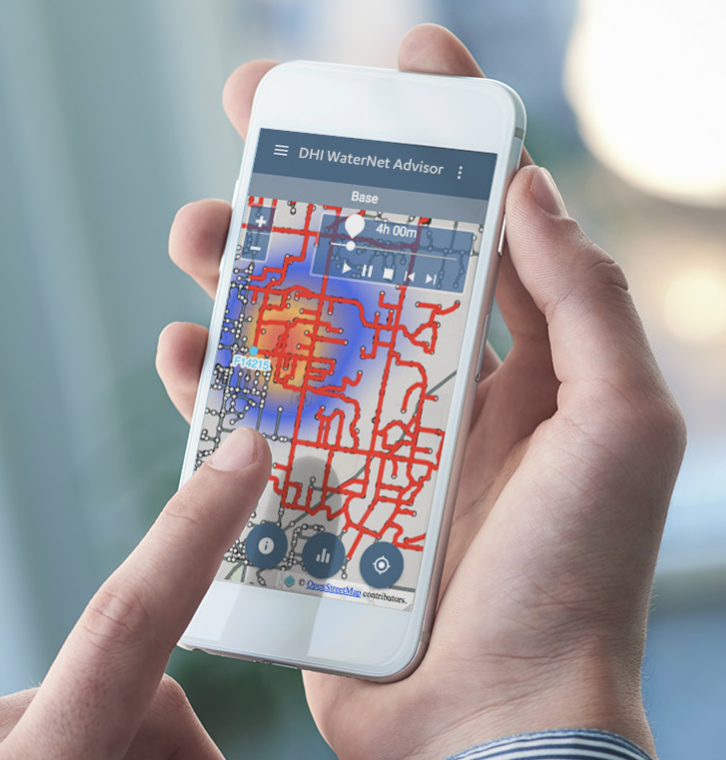 DHI WaterNet Advisor
Base
4h 00m
F14215
© OpenStreetMap contributors.